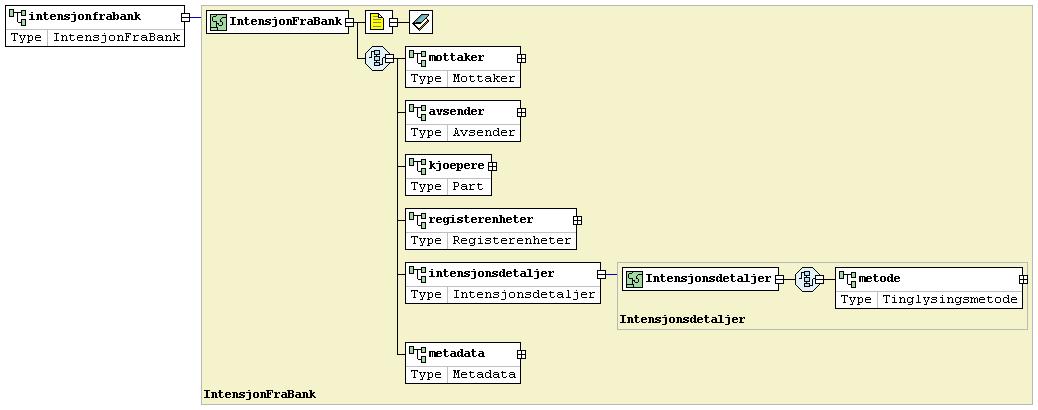 intensjonfrabank
Type IntensjonFraBank
IntensjonFraBank
mottaker
Type Mottaker
avsender
Type Avsender
kjoepere
Type Part
registerenheter
Type Registerenheter
intensjonsdetaljer
Type Intensjonsdetaljer
Intensjonsdetaljer
metode
Type Tinglysingsmetode
Intensjonsdetaljer
metadata
Type Metadata
IntensjonFraBank